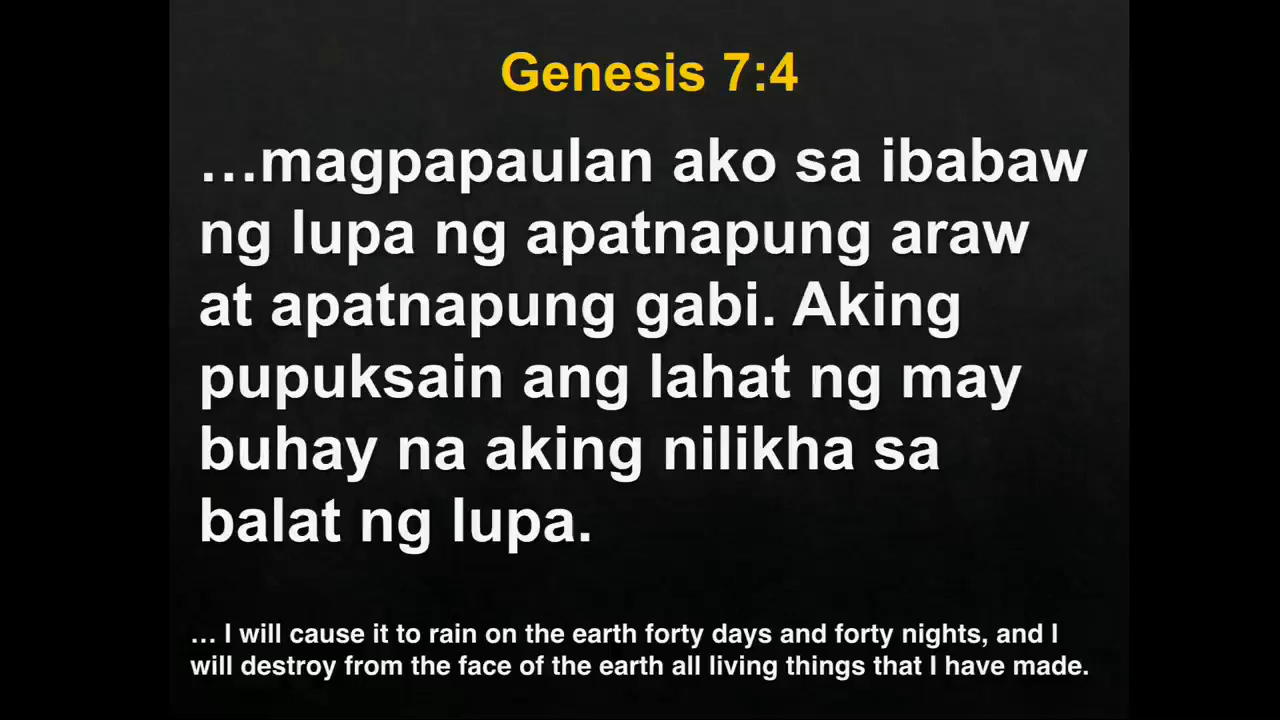 Genesis 7:4
…magpapaulan ako sa ibabaw
ng lupa ng apatnapung araw
at apatnapung gabi. Aking
pupuksain ang lahat ng may
buhay na aking nilikha sa
balat ng lupa.
… I will cause it to rain on the earth forty days and forty nights, and I
will destroy from the face of the earth all living things that I have made.